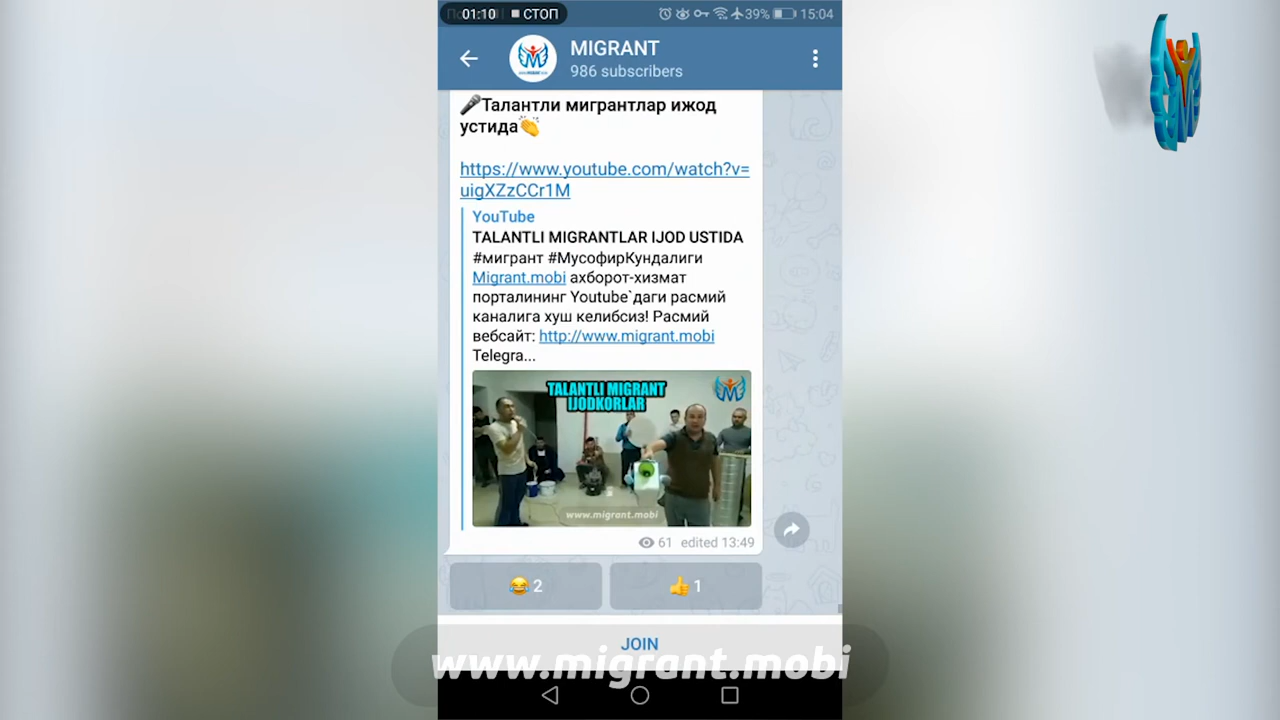 01:10 СТОП
39% 15:04
MIGRANT
986 subscribers
🎤Талантли мигрантлар ижод
устида👏
https://www.youtube.com/watch?v=
uigXZzCCr1M
YouTube
TALANTLI MIGRANTLAR IJOD USTIDA
#мигрант #МусофирКундалиги
Migrant.mobi ахборот-хизмат
порталининг Youtube`даги расмий
каналига хуш келибсиз! Расмий
вебсайт: http://www.migrant.mobi
Telegra...
TALANTLI MIGRANT
IJODKORLAR
www.migrant.mobi
61 edited 13:49
😂 2
👍 1
JOIN
www.migrant.mobi